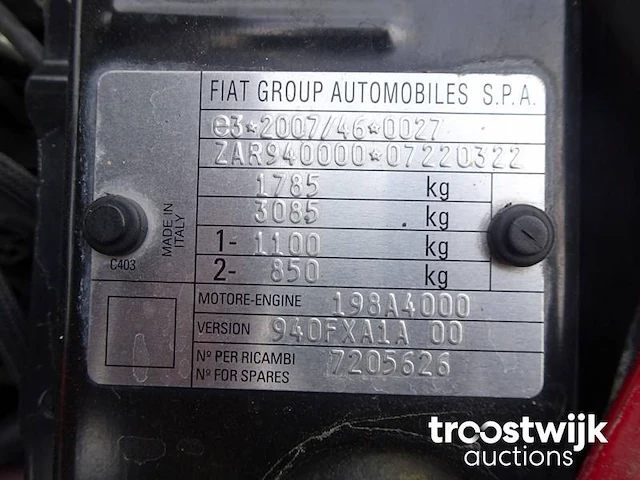 FIAT GROUP AUTOMOBILES S.P.A.
e3*2007/46*0027
ZAR940000*07220322
1785 kg
3085 kg
1- 1100 kg
2- 850 kg
MADE IN
ITALY
C403
MOTORE-ENGINE 198A4000
VERSION 940FXA1A 00
Nº PER RICAMBI
Nº FOR SPARES 7205626
troostwijk
auctions